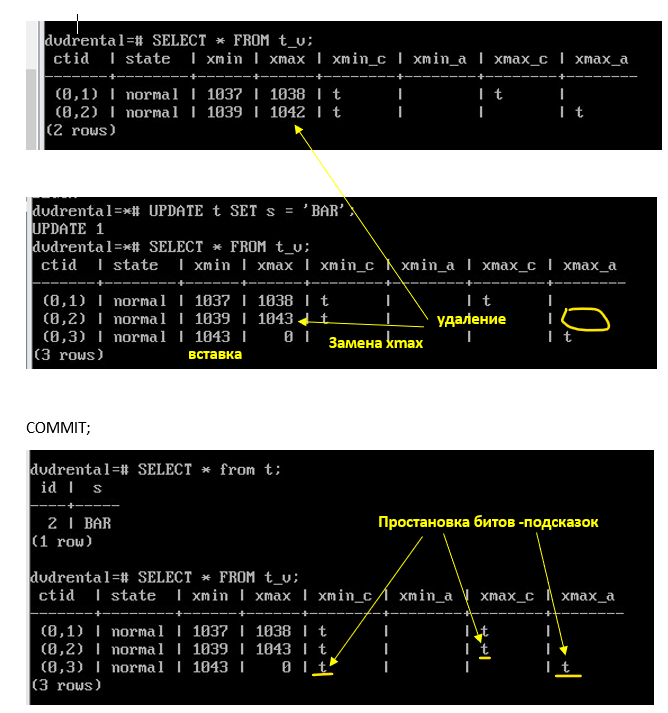 dvdrental=# SELECT * FROM t_v;
ctid | state | xmin | xmax | xmin_c | xmin_a | xmax_c | xmax_a
-------+--------+------+------+--------+--------+--------+--------
(0,1) | normal | 1037 | 1038 | t | | t |
(0,2) | normal | 1039 | 1042 | t | | | t
(2 rows)
dvdrental=*# UPDATE t SET s = 'BAR';
UPDATE 1
dvdrental=*# SELECT * FROM t_v;
ctid | state | xmin | xmax | xmin_c | xmin_a | xmax_c | xmax_a
-------+--------+------+------+--------+--------+--------+--------
(0,1) | normal | 1037 | 1038 | t | | t |
(0,2) | normal | 1039 | 1043 | t | | |
удаление
(0,3) | normal | 1043 | 0 | | | | t
Замена xmax
(3 rows)
вставка
COMMIT;
dvdrental=# SELECT * from t;
id | s
----+-----
2 | BAR
(1 row)
Простановка битов -подсказок
dvdrental=# SELECT * FROM t_v;
ctid | state | xmin | xmax | xmin_c | xmin_a | xmax_c | xmax_a
-------+--------+------+------+--------+--------+--------+--------
(0,1) | normal | 1037 | 1038 | t | | t |
(0,2) | normal | 1039 | 1043 | t | | t |
(0,3) | normal | 1043 | 0 | t | | | t
(3 rows)